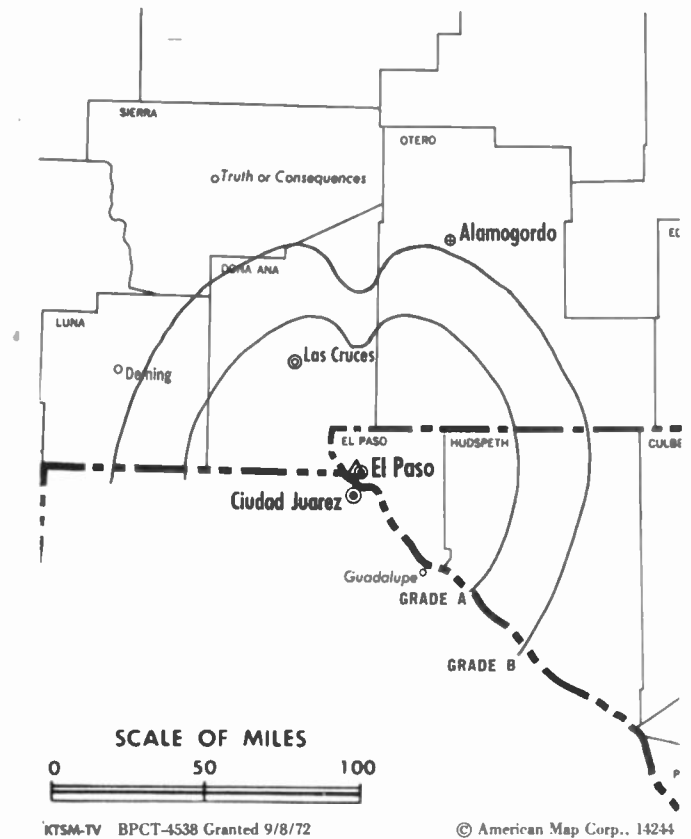 SIERRA
OTERO
Truth or Consequences
Alamogordo
DONA ANA
LUNA
Las Cruces
Deming
EL PASO
HUDSPETH
El Paso
Ciudad Juarez
Guadalupe
GRADE A
GRADE B
SCALE OF MILES
0 50 100
KTSM-TV BPCT-4538 Granted 9/8/72
© American Map Corp., 14244